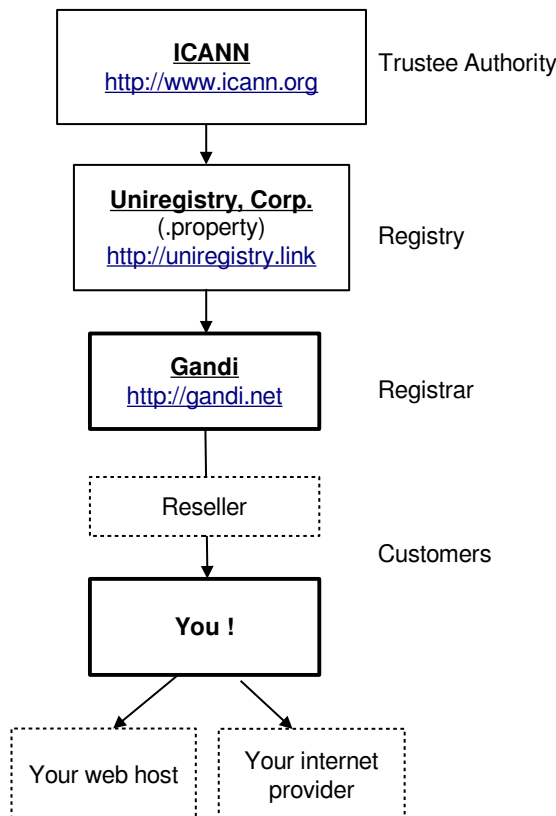 ICANN
http://www.icann.org
Trustee Authority
Uniregistry, Corp.
(.property)
http://uniregistry.link
Registry
Gandi
http://gandi.net
Registrar
Reseller
Customers
You !
Your web host
Your internet
provider